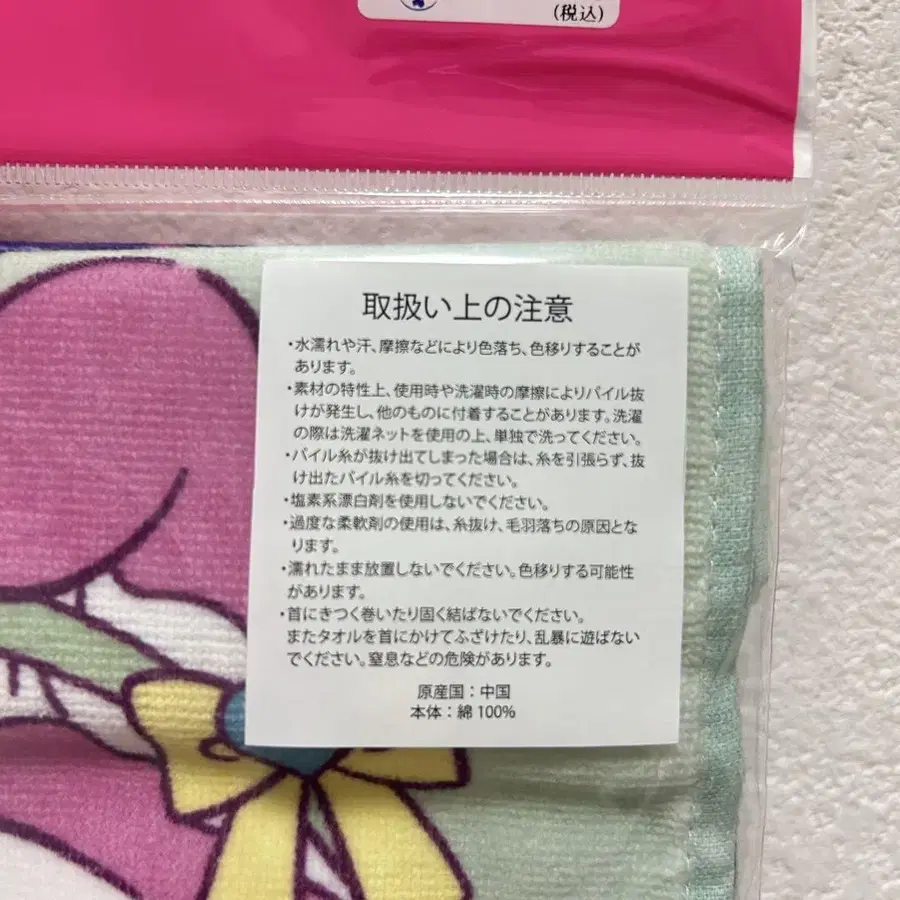 (税込)
取扱い上の注意
・水濡れや汗、摩擦などにより色落ち、色移りすることが
あります。
・素材の特性上、使用時や洗濯時の摩擦によりパイル抜
けが発生し、他のものに付着することがあります。洗濯
の際は洗濯ネットを使用の上、単独で洗ってください。
・パイル糸が抜け出てしまった場合は、糸を引張らず、抜
け出たパイル糸を切ってください。
・塩素系漂白剤を使用しないでください。
・過度な柔軟剤の使用は、糸抜け、毛羽落ちの原因とな
ります。
・濡れたまま放置しないでください。色移りする可能性
があります。
・首にきつく巻いたり固く結ばないでください。
またタオルを首にかけてふざけたり、乱暴に遊ばない
でください。窒息などの危険があります。
原産国：中国
本体：綿 100%